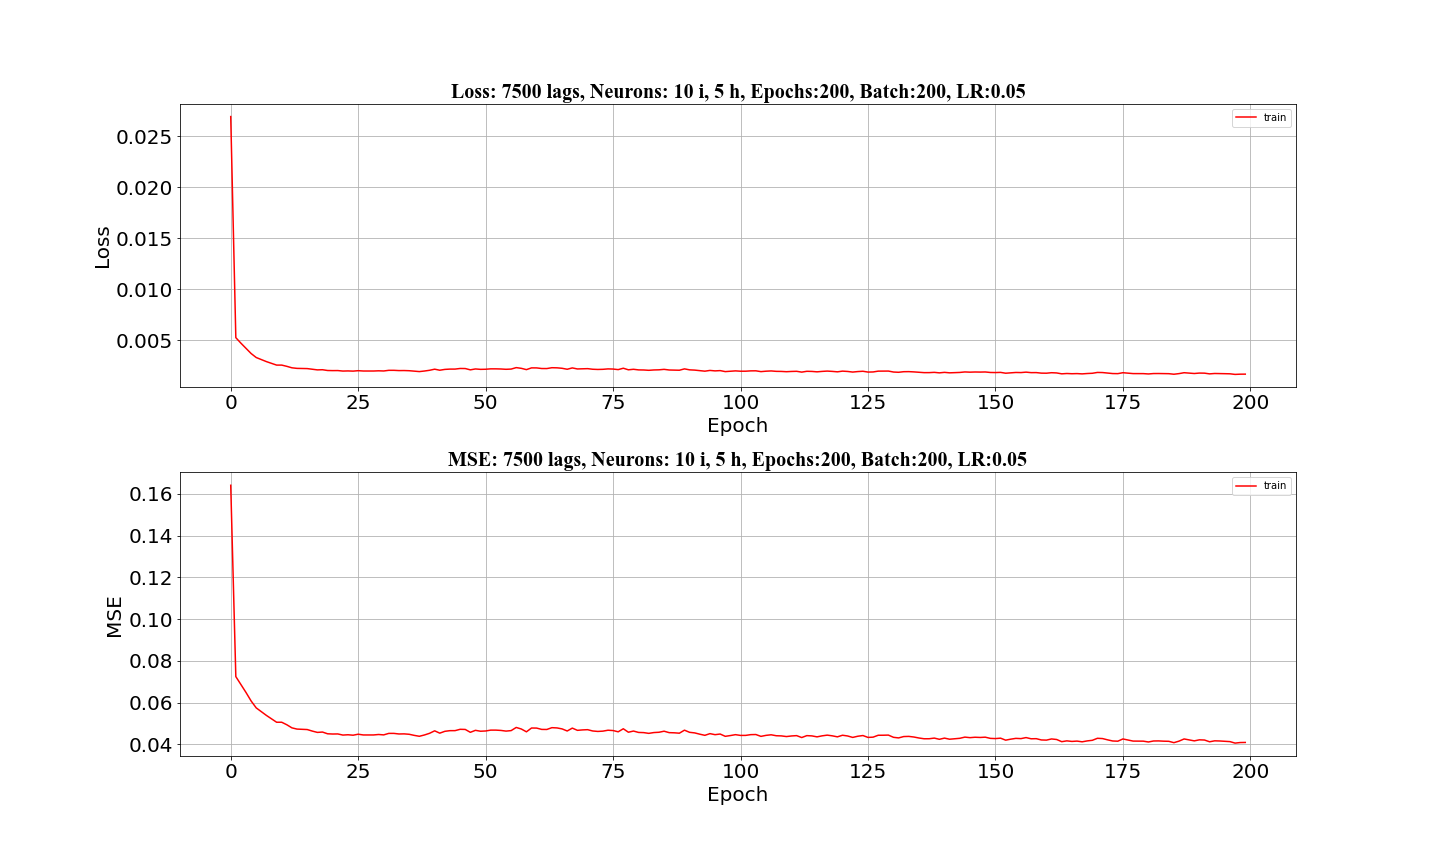 Loss: 7500 lags, Neurons: 10 i, 5 h, Epochs:200, Batch:200, LR:0.05
train
0.025
0.020
0.015
0.010
0.005
Loss
0 25 50 75 100 125 150 175 200
Epoch
MSE: 7500 lags, Neurons: 10 i, 5 h, Epochs:200, Batch:200, LR:0.05
train
0.16
0.14
0.12
0.10
0.08
0.06
0.04
MSE
0 25 50 75 100 125 150 175 200
Epoch